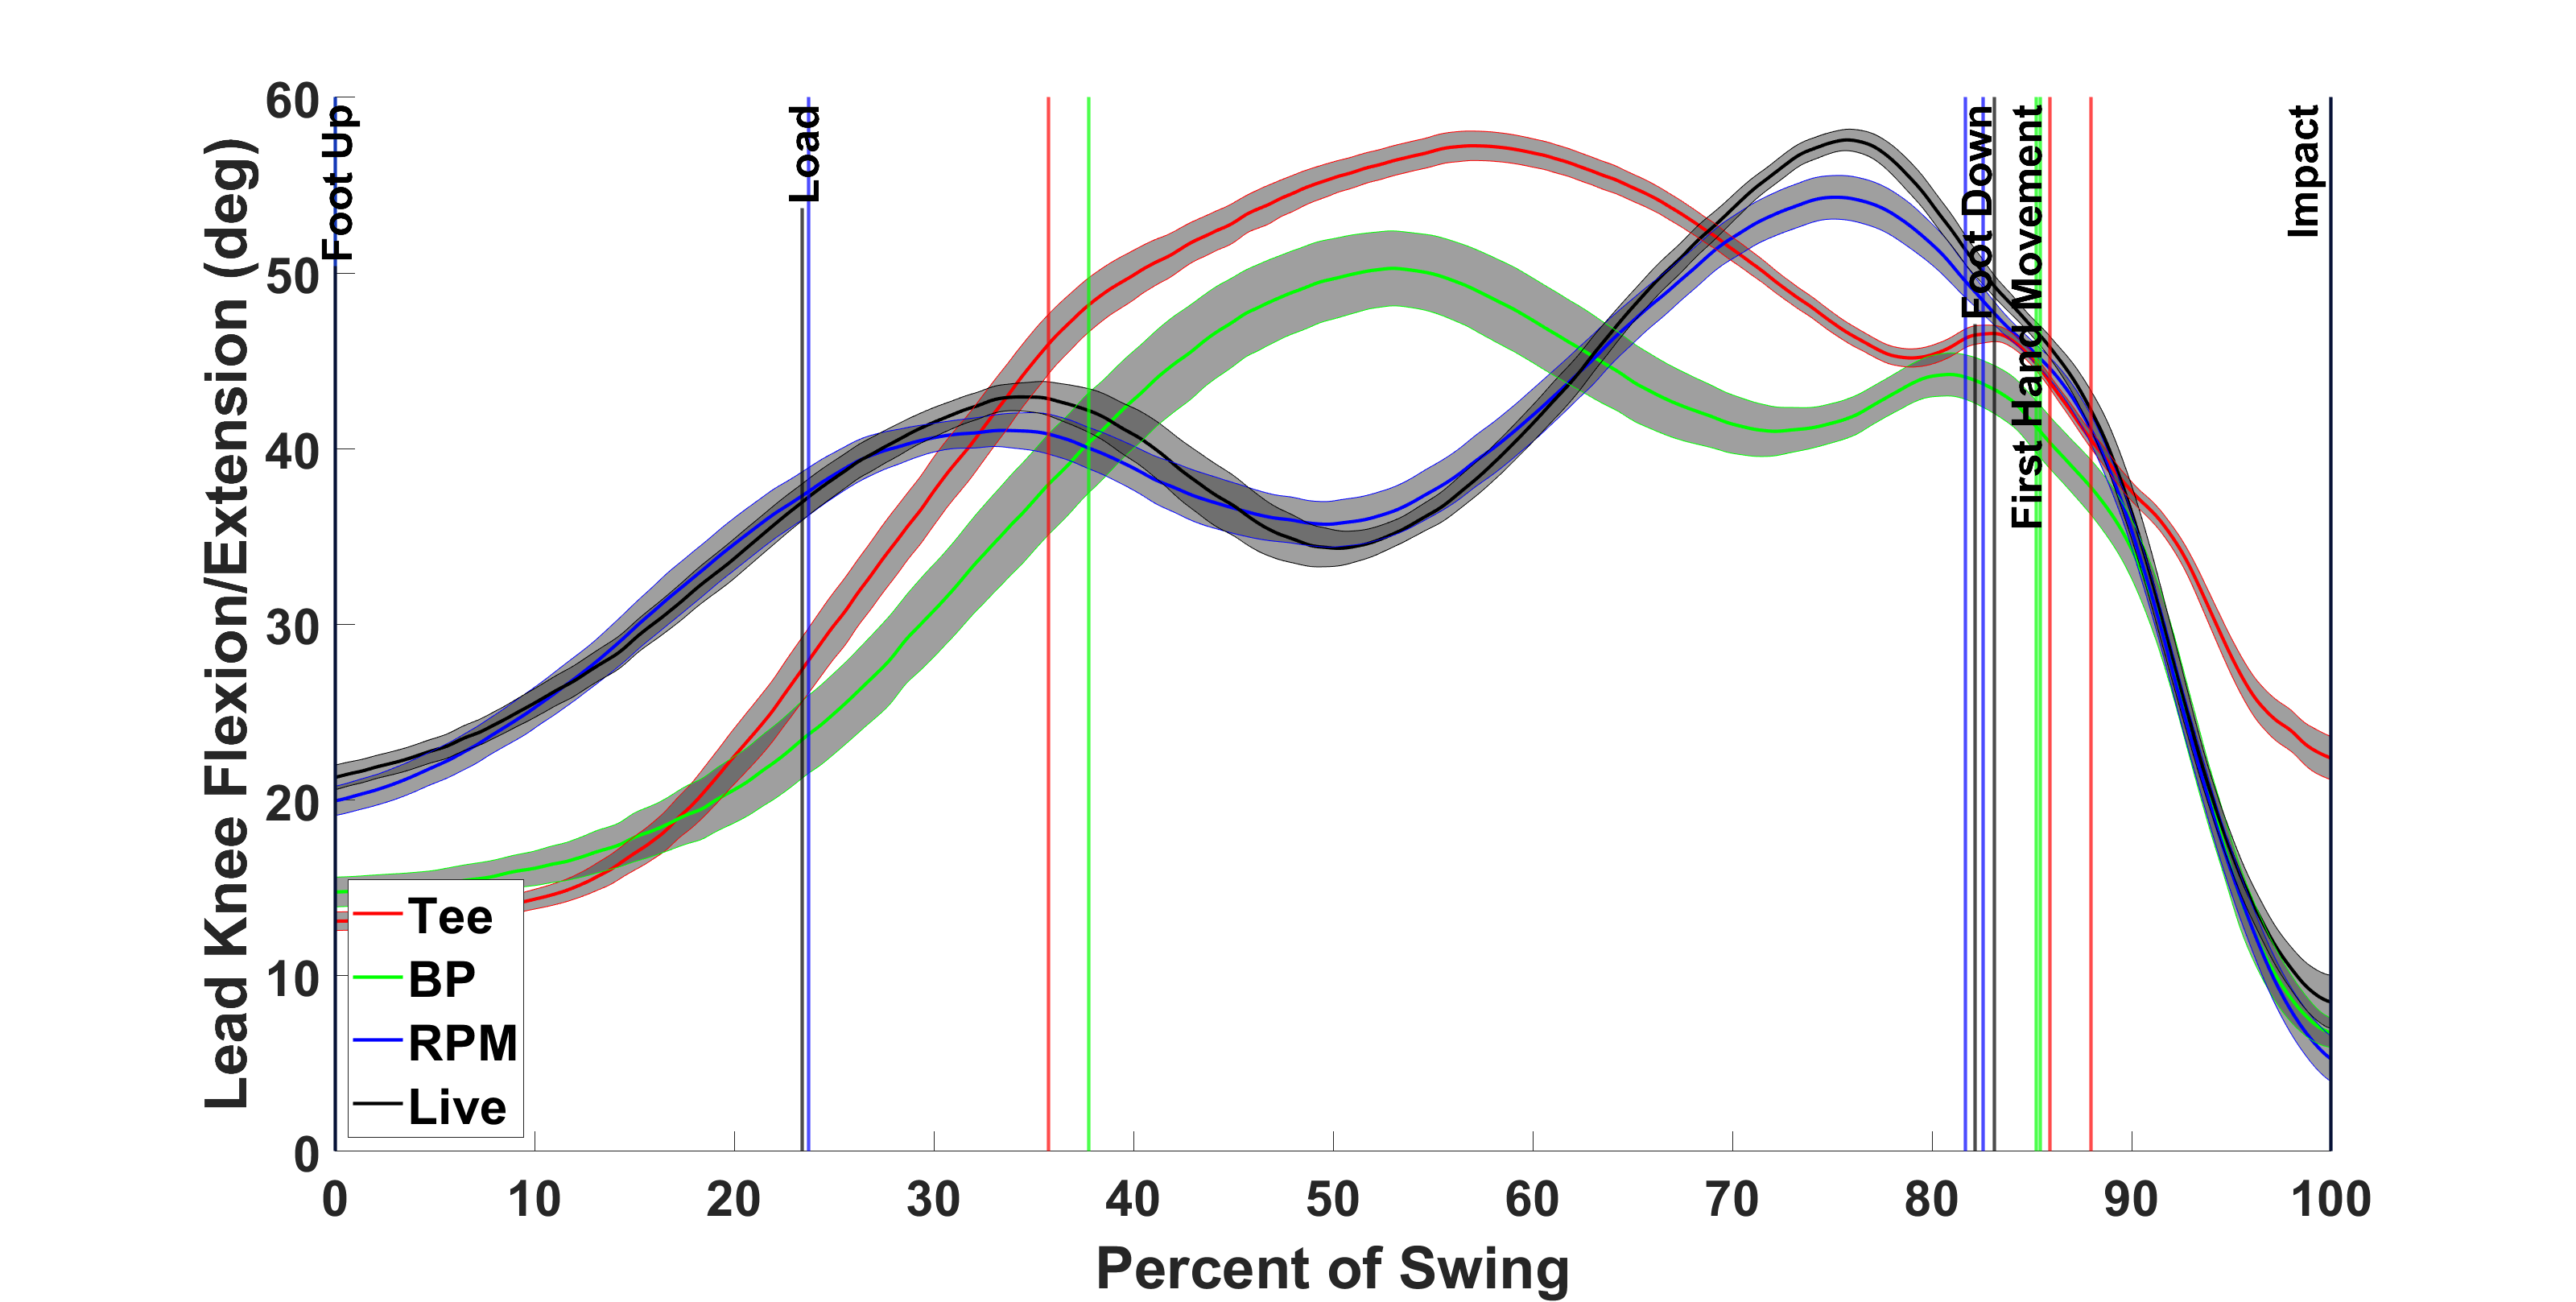 Foot Up
Load
Foot Down
First Hand Movement
Impact
Lead Knee Flexion/Extension (deg)
60
50
40
30
20
10
0
Tee
BP
RPM
Live
0 10 20 30 40 50 60 70 80 90 100
Percent of Swing